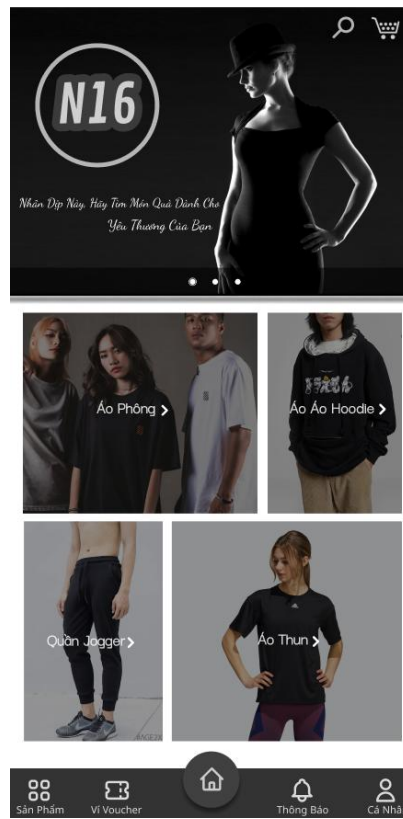 N16
Nhân Dịp Này, Hãy Tìm Món Quà Dành Cho
Yêu Thương Của Bạn
Áo Phông
Áo Áo Hoodie
Quần Jogger
Áo Thun
Sản Phẩm
Ví Voucher
Thông Báo
Cá Nhâ